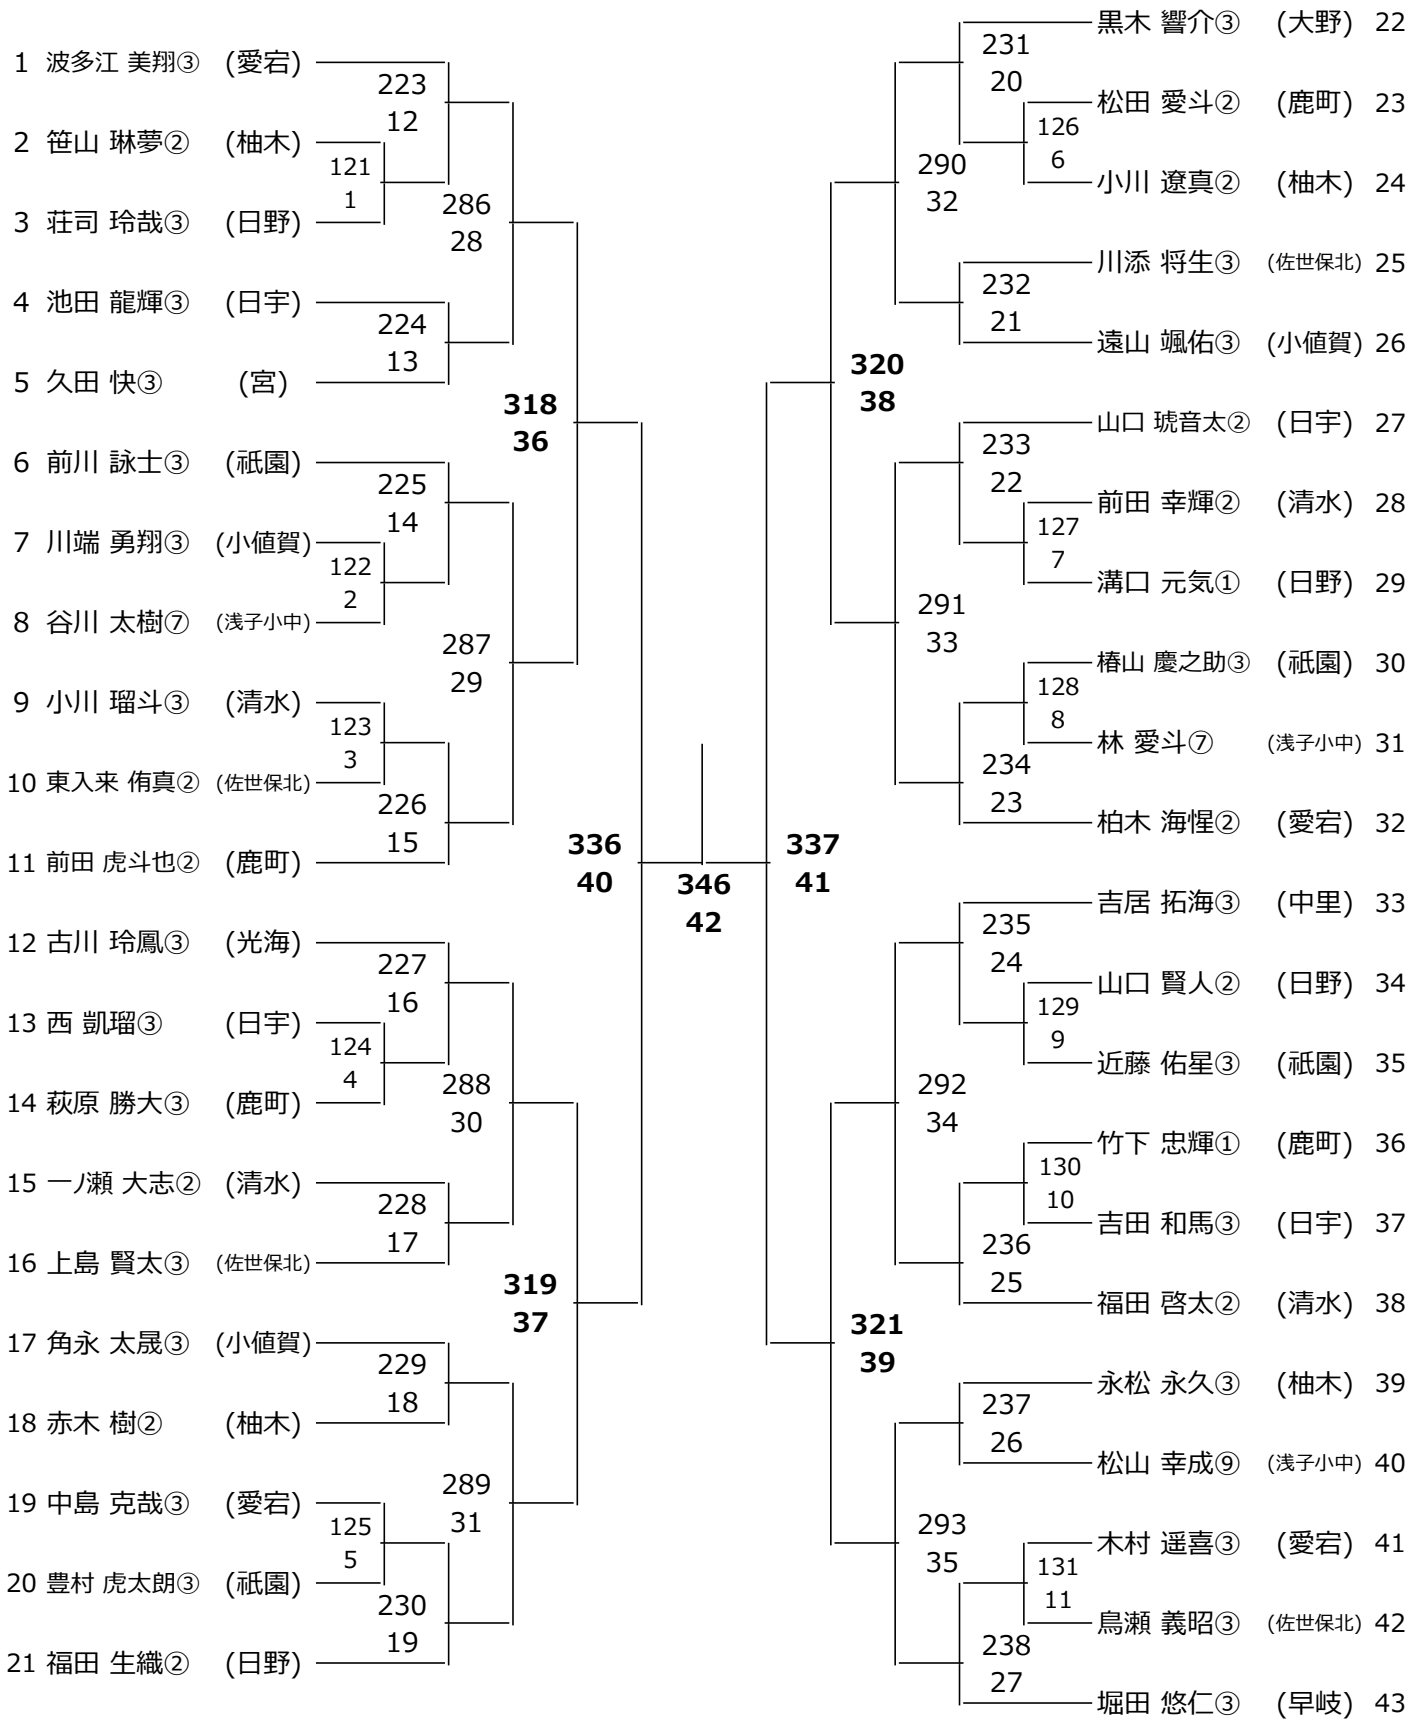 1 波多江 美翔③ (愛宕)
223
12
2 笹山 琳夢② (柚木)
121
1
3 荘司 玲哉③ (日野)
286
28
4 池田 龍輝③ (日宇)
224
13
5 久田 快③ (宮)
318
36
6 前川 詠士③ (祇園)
225
14
7 川端 勇翔③ (小値賀)
122
2
8 谷川 太樹⑦ (浅子小中)
287
29
9 小川 瑠斗③ (清水)
123
3
10 東入来 侑真② (佐世保北)
226
15
11 前田 虎斗也② (鹿町)
336
40
12 古川 玲鳳③ (光海)
227
16
13 西 凱瑠③ (日宇)
124
4
14 萩原 勝大③ (鹿町)
288
30
15 一ノ瀬 大志② (清水)
228
17
16 上島 賢太③ (佐世保北)
319
37
17 角永 太晟③ (小値賀)
229
18
18 赤木 樹② (柚木)
289
31
19 中島 克哉③ (愛宕)
125
5
20 豊村 虎太朗③ (祇園)
230
19
21 福田 生織② (日野)
346
42
黒木 響介③ (大野) 22
231
20
松田 愛斗② (鹿町) 23
126
6
小川 遼真② (柚木) 24
290
32
川添 将生③ (佐世保北) 25
232
21
遠山 颯佑③ (小値賀) 26
320
38
山口 琥音太② (日宇) 27
233
22
前田 幸輝② (清水) 28
127
7
溝口 元気① (日野) 29
291
33
椿山 慶之助③ (祇園) 30
128
8
林 愛斗⑦ (浅子小中) 31
234
23
柏木 海惺② (愛宕) 32
337
41
吉居 拓海③ (中里) 33
235
24
山口 賢人② (日野) 34
129
9
近藤 佑星③ (祇園) 35
292
34
竹下 忠輝① (鹿町) 36
130
10
吉田 和馬③ (日宇) 37
236
25
福田 啓太② (清水) 38
321
39
永松 永久③ (柚木) 39
237
26
松山 幸成⑨ (浅子小中) 40
293
35
木村 遥喜③ (愛宕) 41
131
11
鳥瀬 義昭③ (佐世保北) 42
238
27
堀田 悠仁③ (早岐) 43